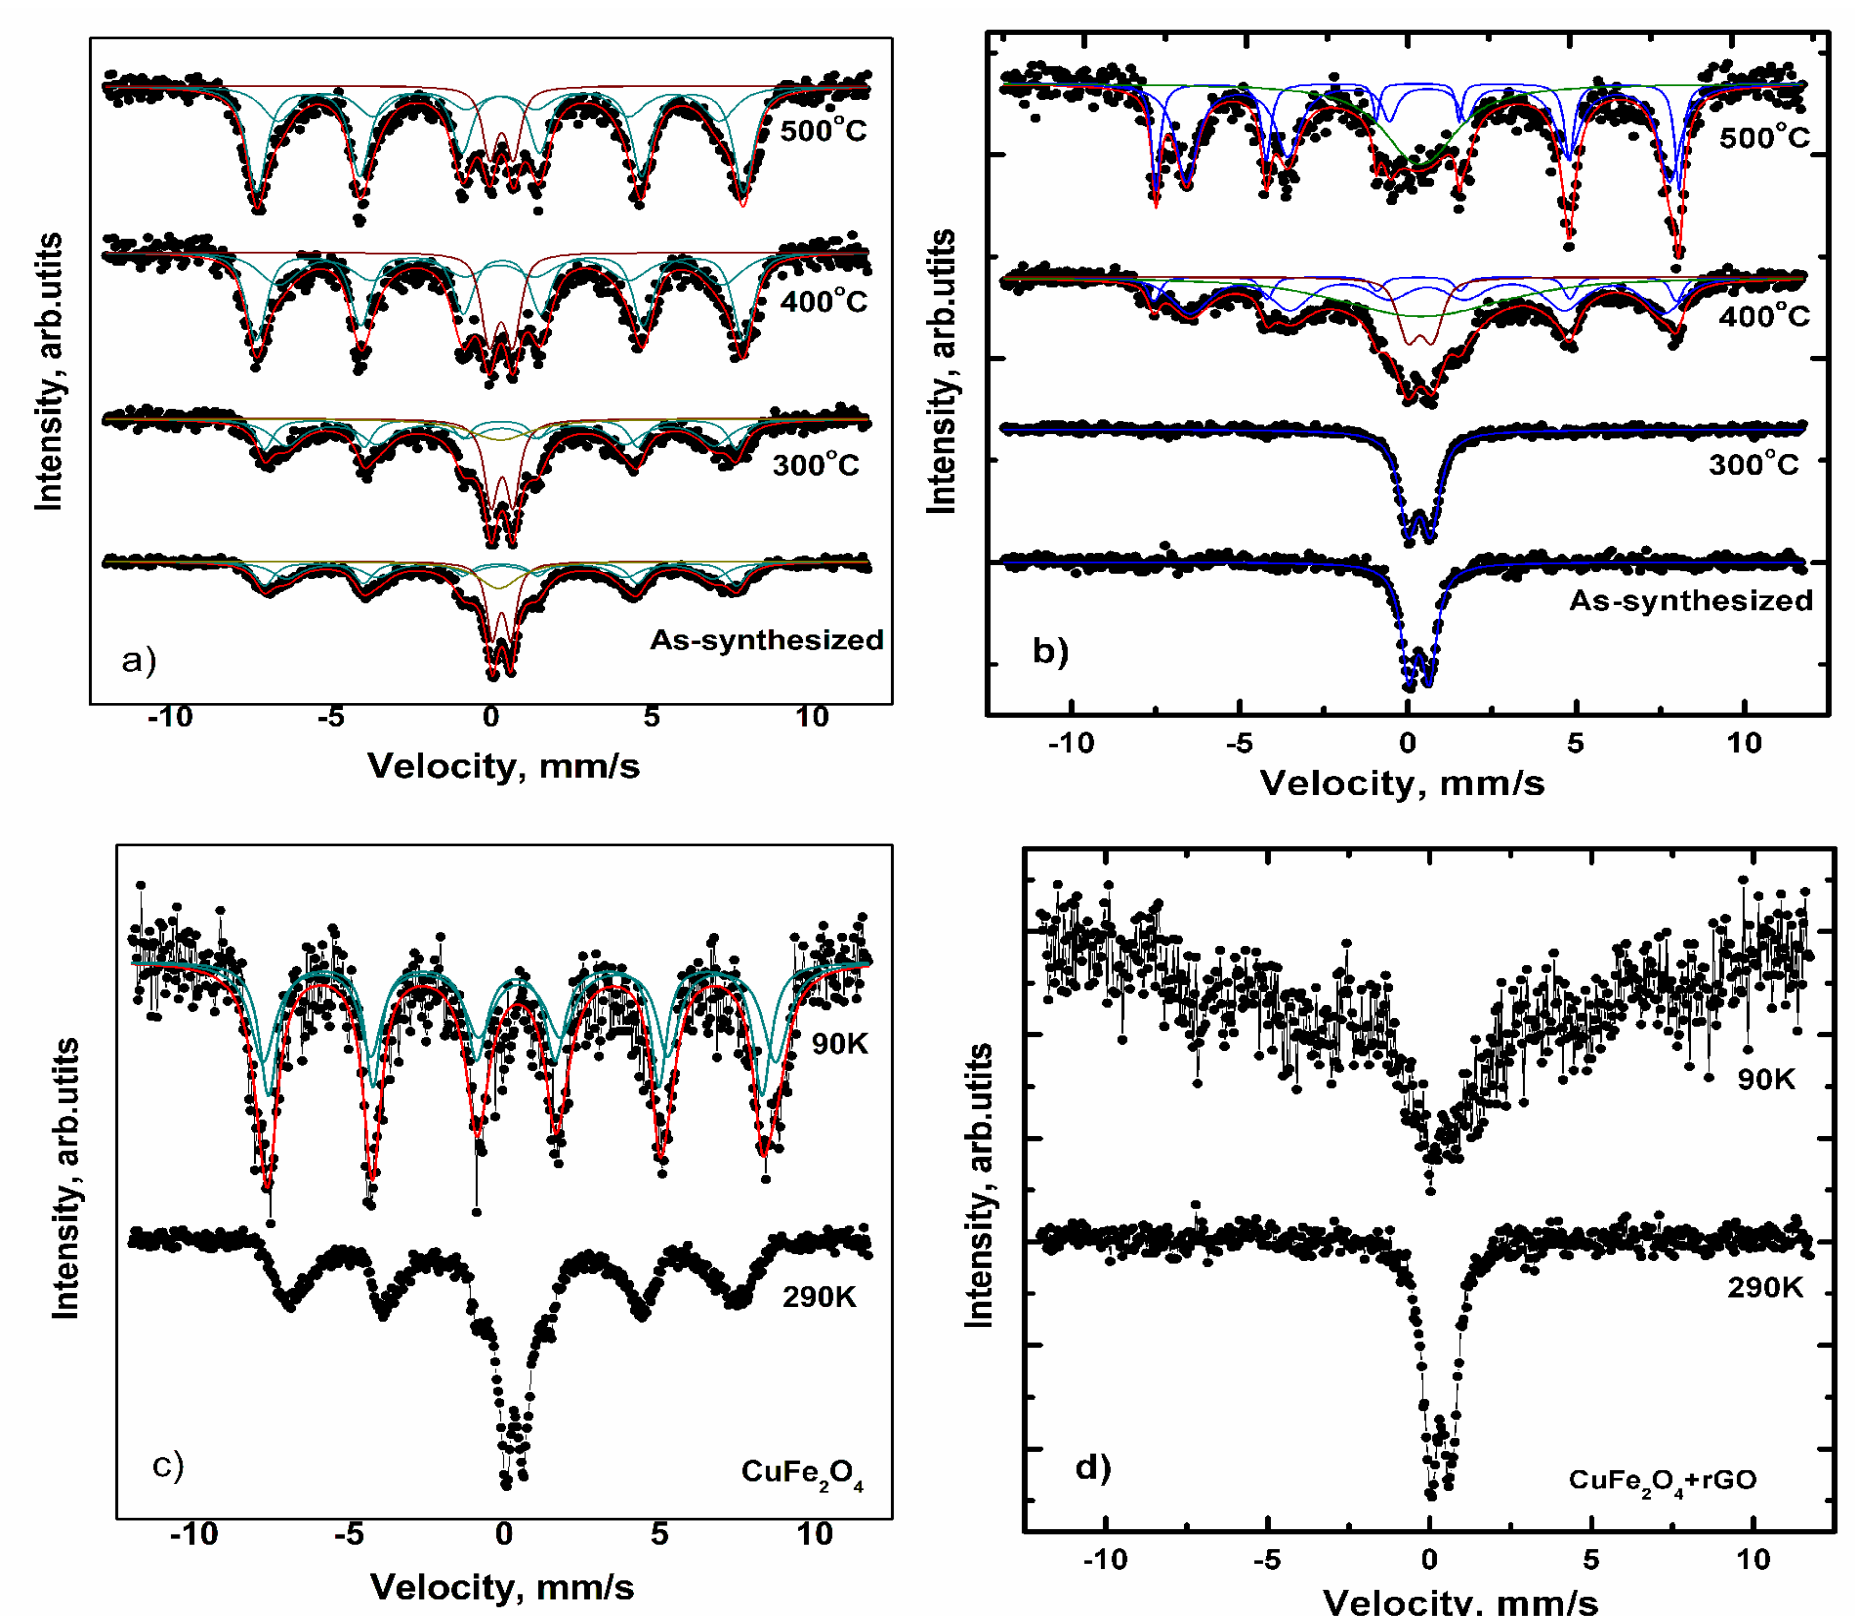 Intensity, arb.utits
500°C
400°C
300°C
As-synthesized
a)
-10 -5 0 5 10
Velocity, mm/s
Intensity, arb.utits
500°C
400°C
300°C
As-synthesized
b)
-10 -5 0 5 10
Velocity, mm/s
Intensity, arb.utits
90K
290K
c)
CuFe₂O₄
-10 -5 0 5 10
Velocity, mm/s
Intensity, arb.utits
90K
290K
d)
CuFe₂O₄+rGO
-10 -5 0 5 10
Velocity, mm/s